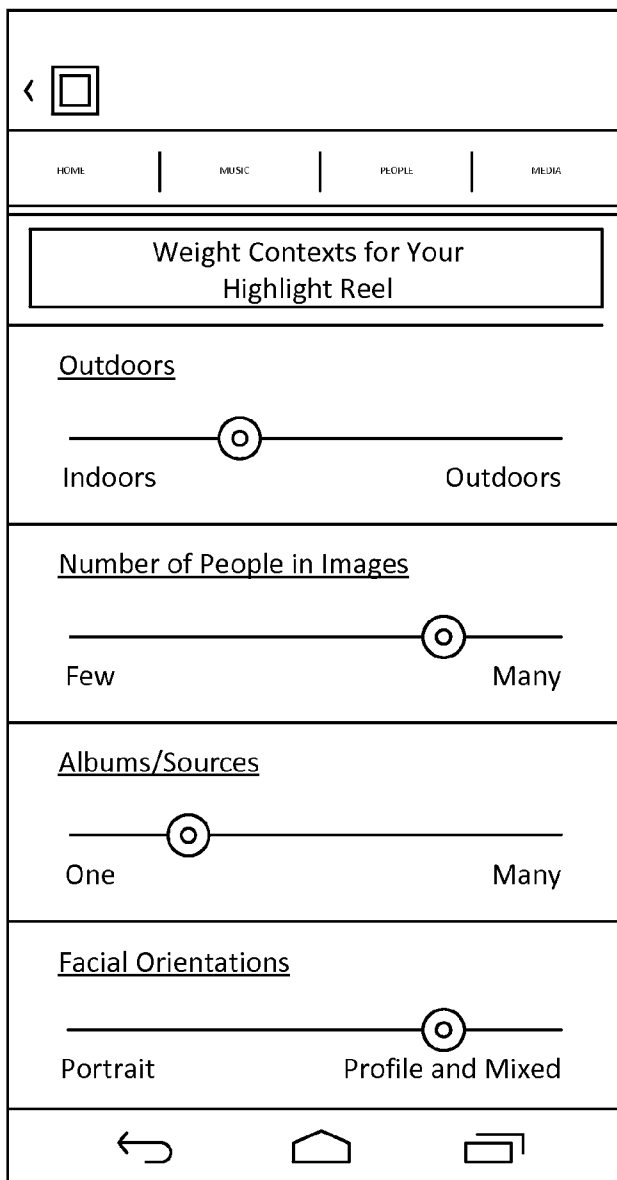 HOME MUSIC PEOPLE MEDIA
Weight Contexts for Your
Highlight Reel
Outdoors
Indoors Outdoors
Number of People in Images
Few Many
Albums/Sources
One Many
Facial Orientations
Portrait Profile and Mixed